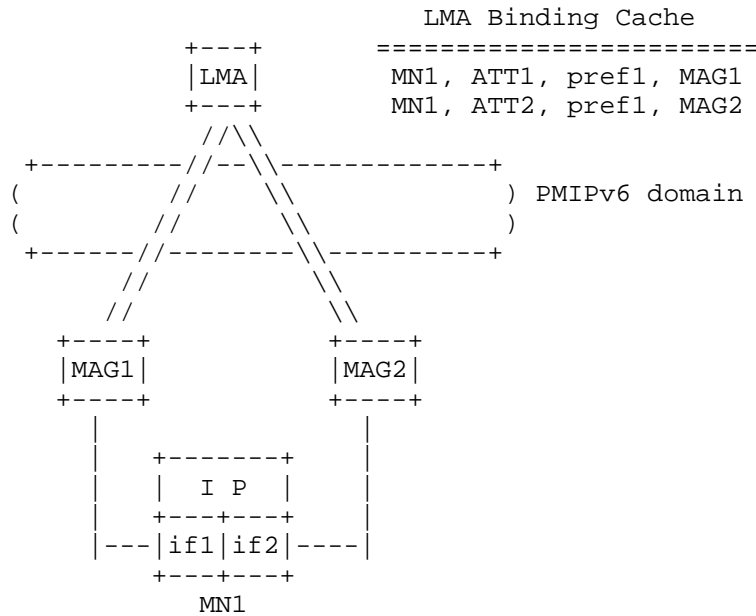 LMA Binding Cache
LMA
MN1, ATT1, pref1, MAG1
MN1, ATT2, pref1, MAG2
PMIPv6 domain
MAG1
MAG2
I P
if1
if2
MN1